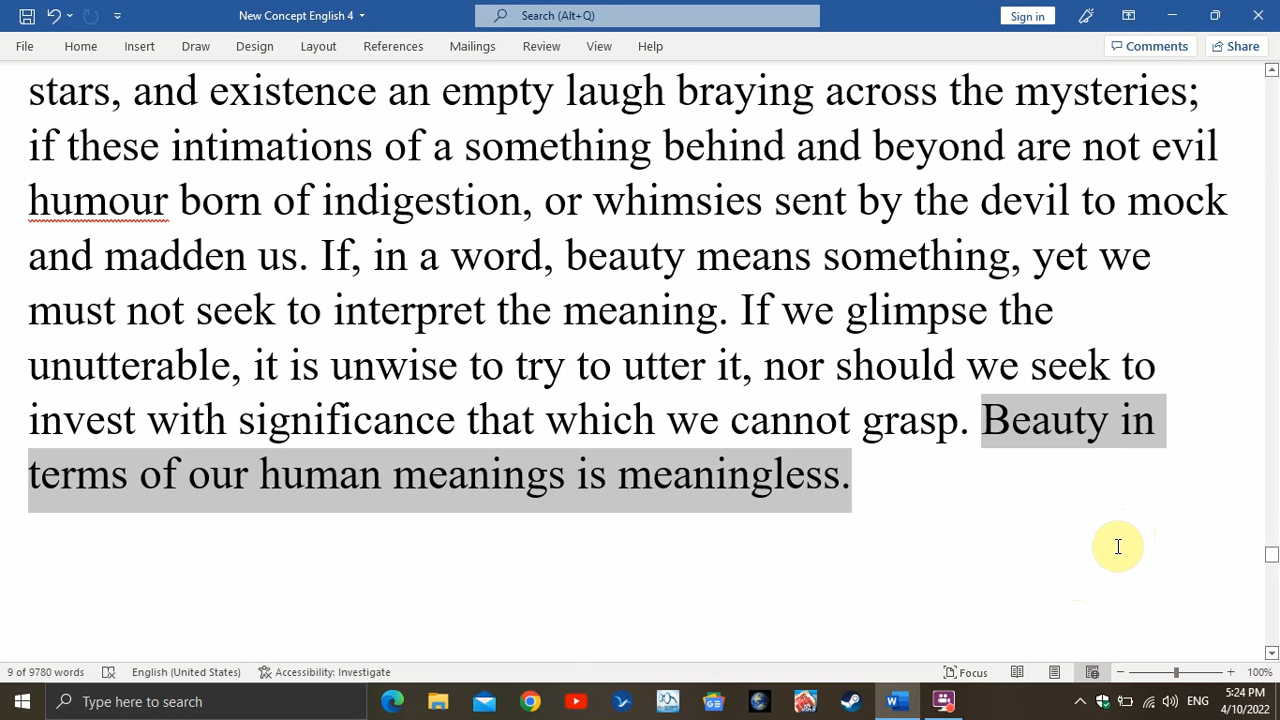 New Concept English 4
Search (Alt+Q)
Sign in
File Home Insert Draw Design Layout References Mailings Review View Help Comments Share
stars, and existence an empty laugh braying across the mysteries;
if these intimations of a something behind and beyond are not evil
humour born of indigestion, or whimsies sent by the devil to mock
and madden us. If, in a word, beauty means something, yet we
must not seek to interpret the meaning. If we glimpse the
unutterable, it is unwise to try to utter it, nor should we seek to
invest with significance that which we cannot grasp. Beauty in
terms of our human meanings is meaningless.
9 of 9780 words English (United States) Accessibility: Investigate Focus 100%
Type here to search
ENG
5:24 PM
4/10/2022